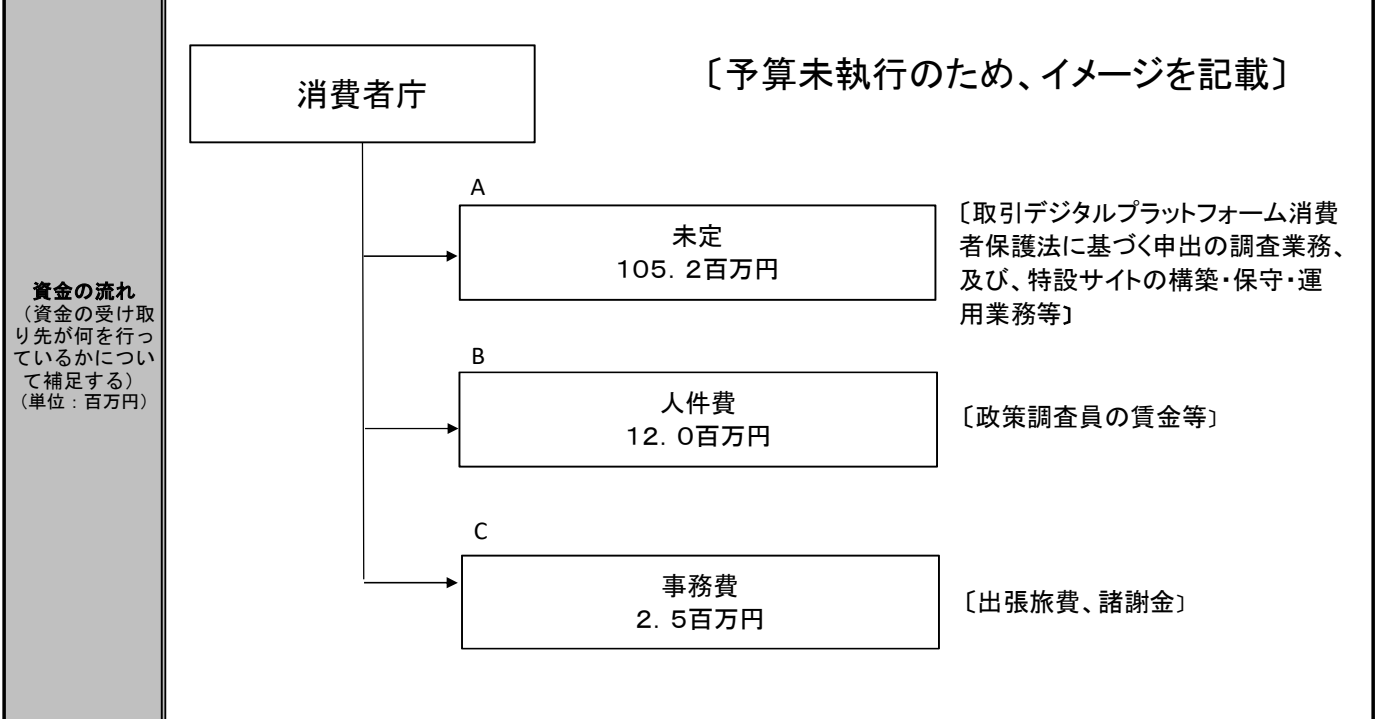 資金の流れ
（資金の受け取
り先が何を行っ
ているかについ
て補足する）
（単位：百万円）
消費者庁
〔予算未執行のため、イメージを記載〕
A
未定
１０５．２百万円
〔取引デジタルプラットフォーム消費
者保護法に基づく申出の調査業務、
及び、特設サイトの構築・保守・運
用業務等〕
B
人件費
１２．０百万円
〔政策調査員の賃金等〕
C
事務費
２．５百万円
〔出張旅費、諸謝金〕